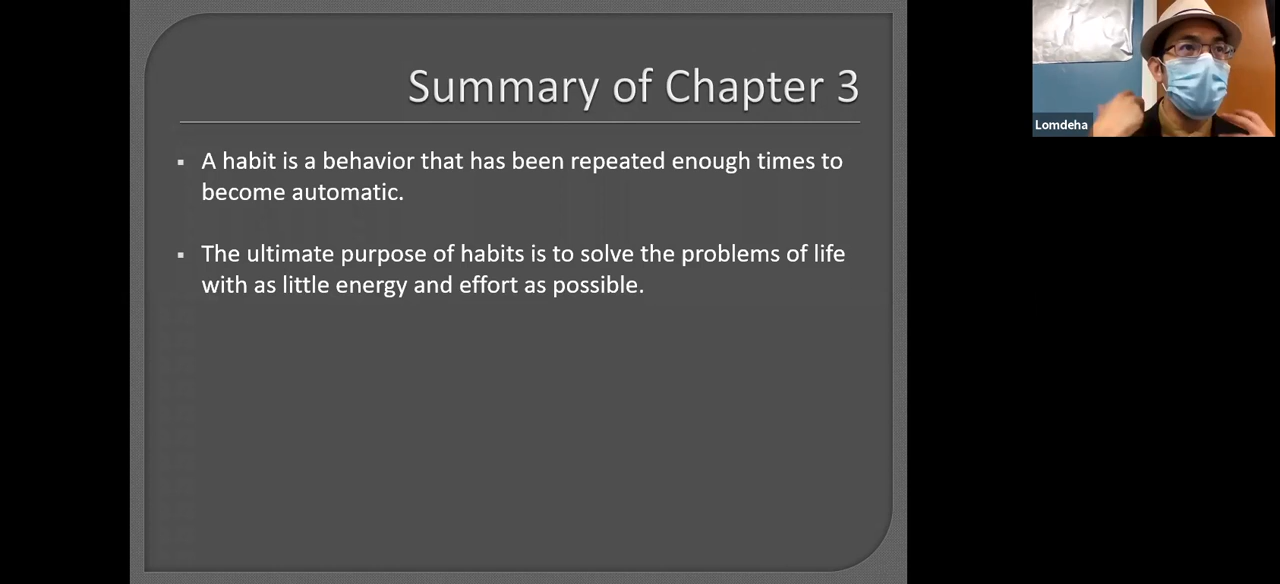 Summary of Chapter 3
▪ A habit is a behavior that has been repeated enough times to
become automatic.
▪ The ultimate purpose of habits is to solve the problems of life
with as little energy and effort as possible.
Lomdeha